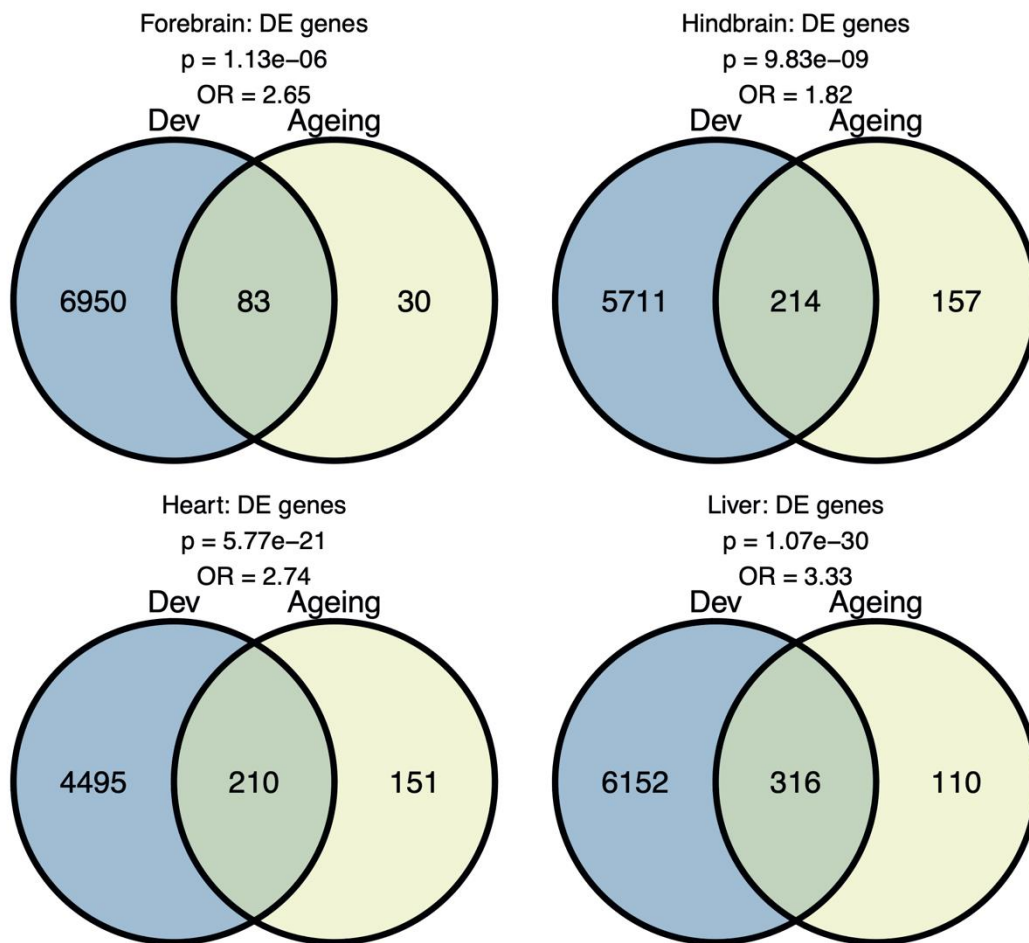 Forebrain: DE genes
p = 1.13e−06
OR = 2.65
Dev Ageing
6950 83 30
Hindbrain: DE genes
p = 9.83e−09
OR = 1.82
Dev Ageing
5711 214 157
Heart: DE genes
p = 5.77e−21
OR = 2.74
Dev Ageing
4495 210 151
Liver: DE genes
p = 1.07e−30
OR = 3.33
Dev Ageing
6152 316 110